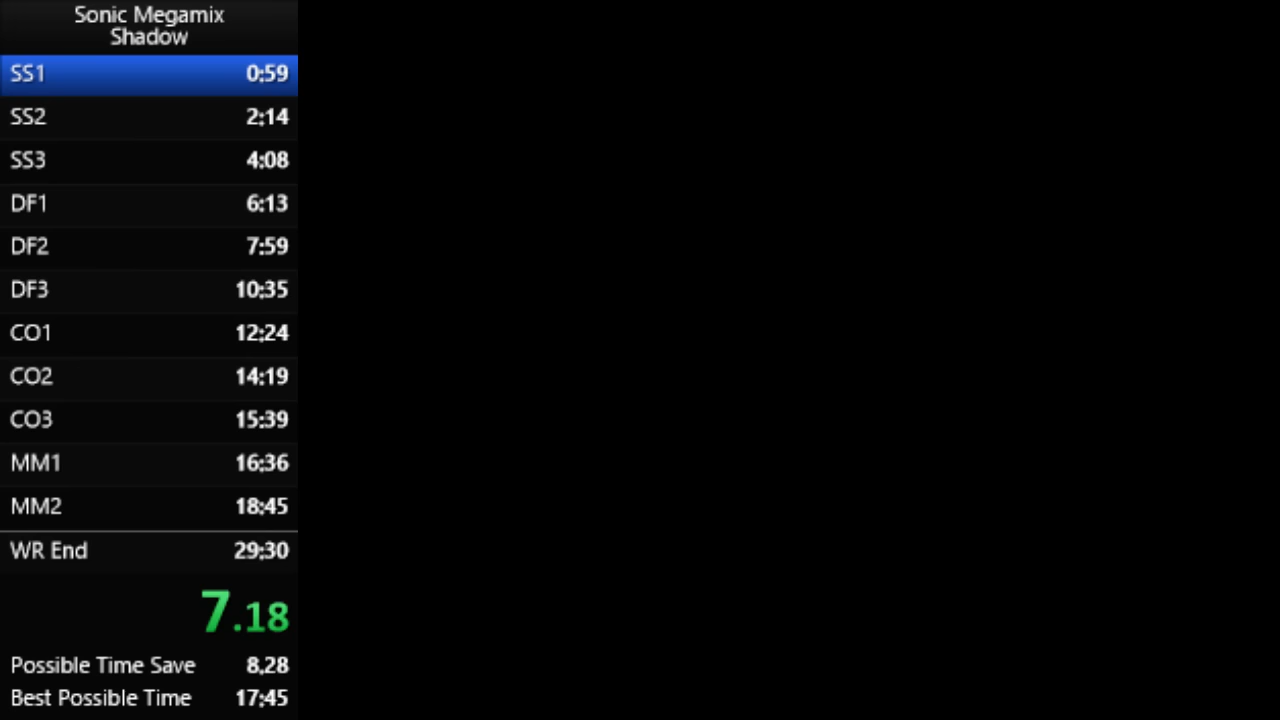 Sonic Megamix
Shadow
SS1 0:59
SS2 2:14
SS3 4:08
DF1 6:13
DF2 7:59
DF3 10:35
CO1 12:24
CO2 14:19
CO3 15:39
MM1 16:36
MM2 18:45
WR End 29:30
7.18
Possible Time Save 8.28
Best Possible Time 17:45